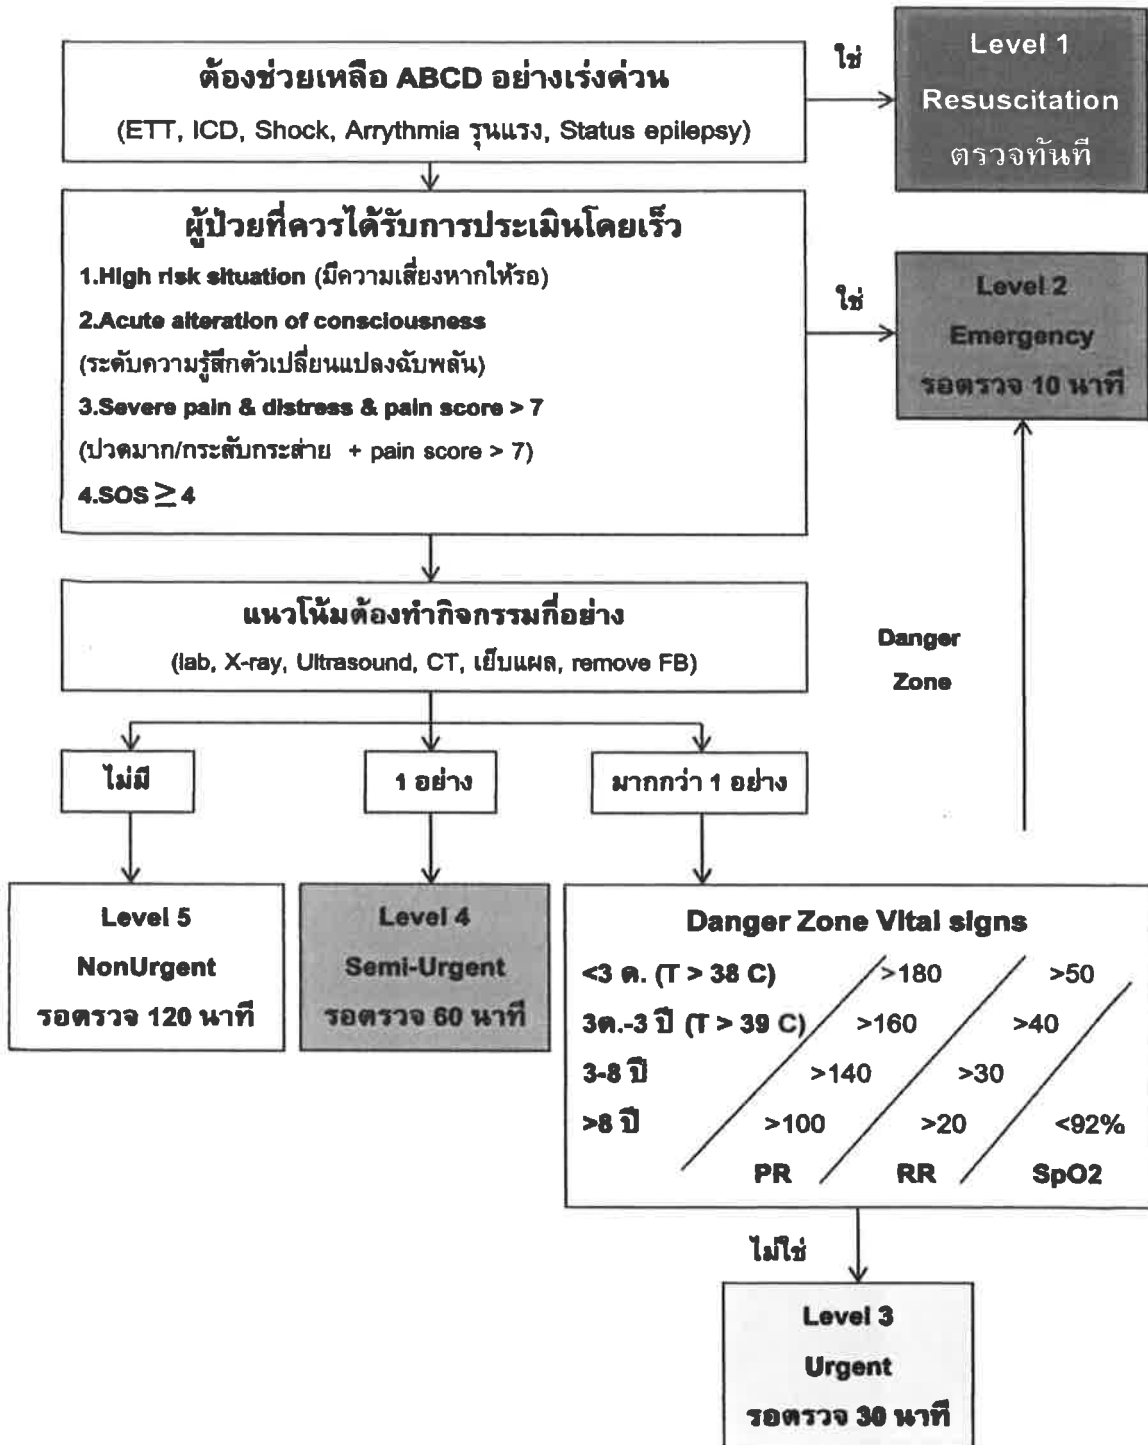 ต้องช่วยเหลือ ABCD อย่างเร่งด่วน
(ETT, ICD, Shock, Arrythmia รุนแรง, Status epilepsy)
ใช่
Level 1
Resuscitation
ตรวจทันที
ผู้ป่วยที่ควรได้รับการประเมินโดยเร็ว
1.High risk situation (มีความเสี่ยงหากให้รอ)
2.Acute alteration of consciousness
(ระดับความรู้สึกตัวเปลี่ยนแปลงฉับพลัน)
3.Severe pain & distress & pain score > 7
(ปวดมาก/กระสับกระส่าย + pain score > 7)
4.SOS ≥ 4
ใช่
Level 2
Emergency
รอตรวจ 10 นาที
แนวโน้มต้องทำกิจกรรมกี่อย่าง
(lab, X-ray, Ultrasound, CT, เย็บแผล, remove FB)
Danger
Zone
ไม่มี
1 อย่าง
มากกว่า 1 อย่าง
Level 5
NonUrgent
รอตรวจ 120 นาที
Level 4
Semi-Urgent
รอตรวจ 60 นาที
Danger Zone Vital signs
<3 ด. (T > 38 C) >180 >50
3ด.-3 ปี (T > 39 C) >160 >40
3-8 ปี >140 >30
>8 ปี >100 >20 <92%
PR RR SpO2
ไม่ใช่
Level 3
Urgent
รอตรวจ 30 นาที